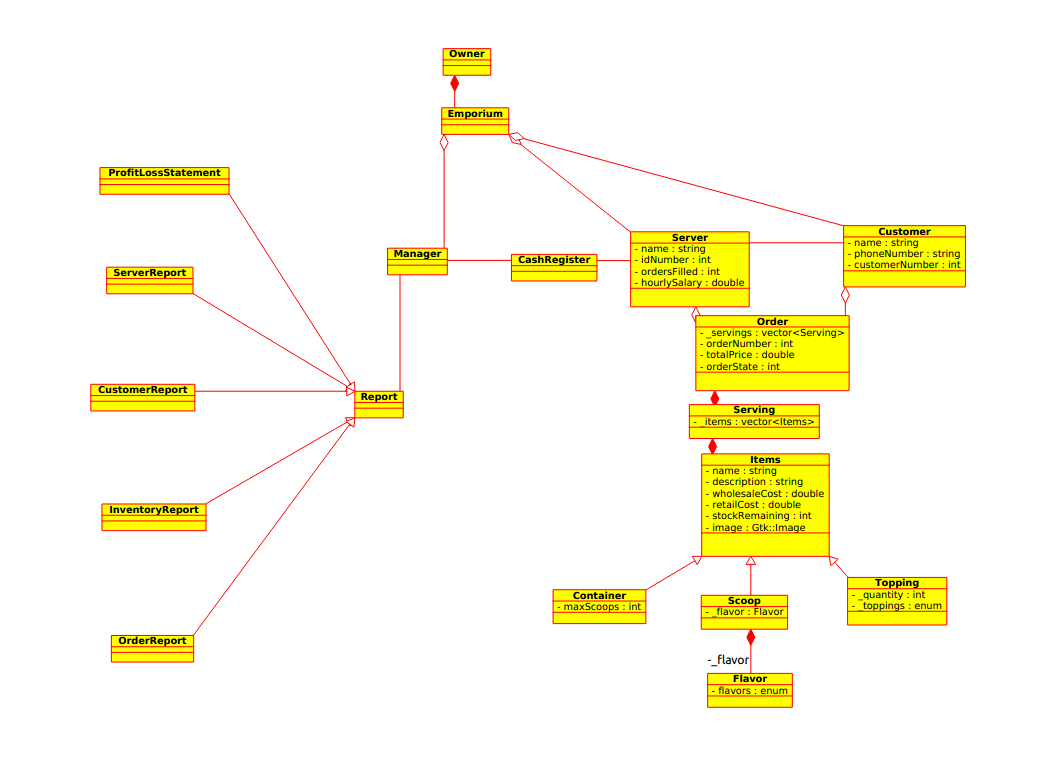 Owner
Emporium
ProfitLossStatement
ServerReport
CustomerReport
InventoryReport
OrderReport
Report
Manager
CashRegister
Server
- name : string
- idNumber : int
- ordersFilled : int
- hourlySalary : double
Customer
- name : string
- phoneNumber : string
- customerNumber : int
Order
- _servings : vector<Serving>
- orderNumber : int
- totalPrice : double
- orderState : int
Serving
- _items : vector<Items>
Items
- name : string
- description : string
- wholesaleCost : double
- retailCost : double
- stockRemaining : int
- image : Gtk::Image
Container
- maxScoops : int
Scoop
- _flavor : Flavor
Topping
- _quantity : int
- _toppings : enum
-_flavor
Flavor
- flavors : enum